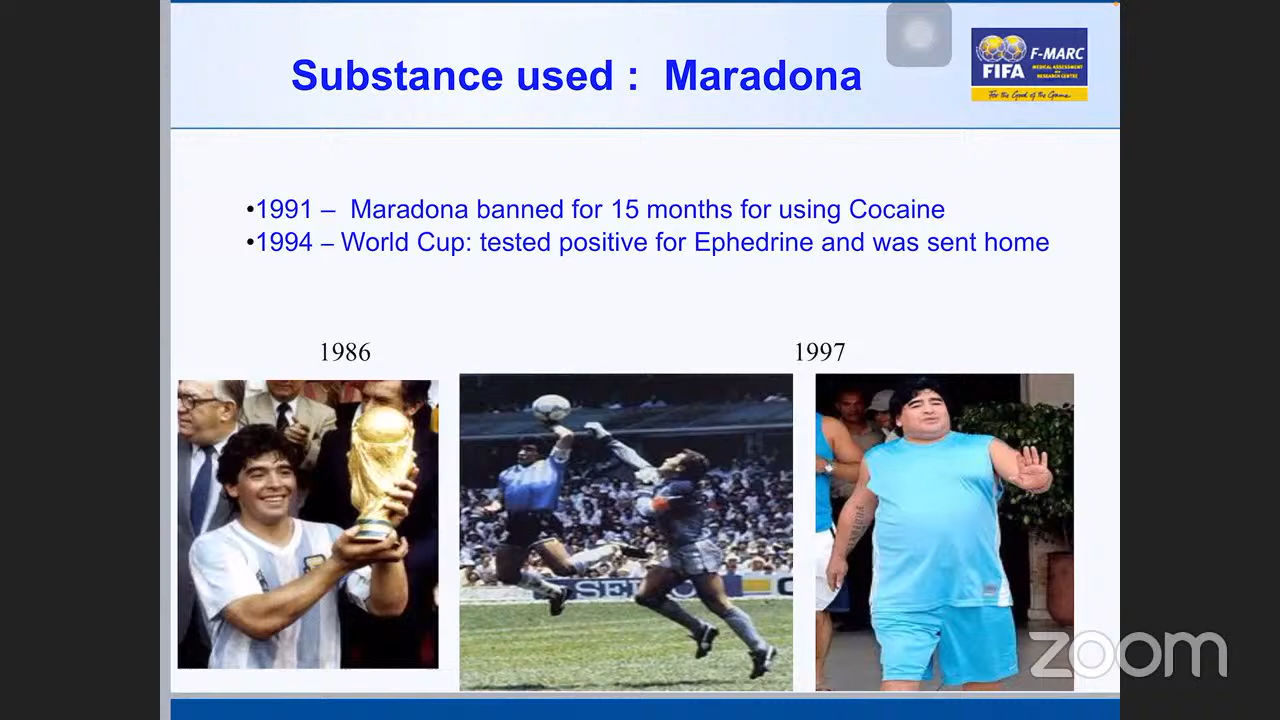 Substance used : Maradona
F-MARC
FIFA
MEDICAL ASSESSMENT
RESEARCH CENTRE
For the Good of the Game
•1991 – Maradona banned for 15 months for using Cocaine
•1994 – World Cup: tested positive for Ephedrine and was sent home
1986
1997
SEIKO
zoom